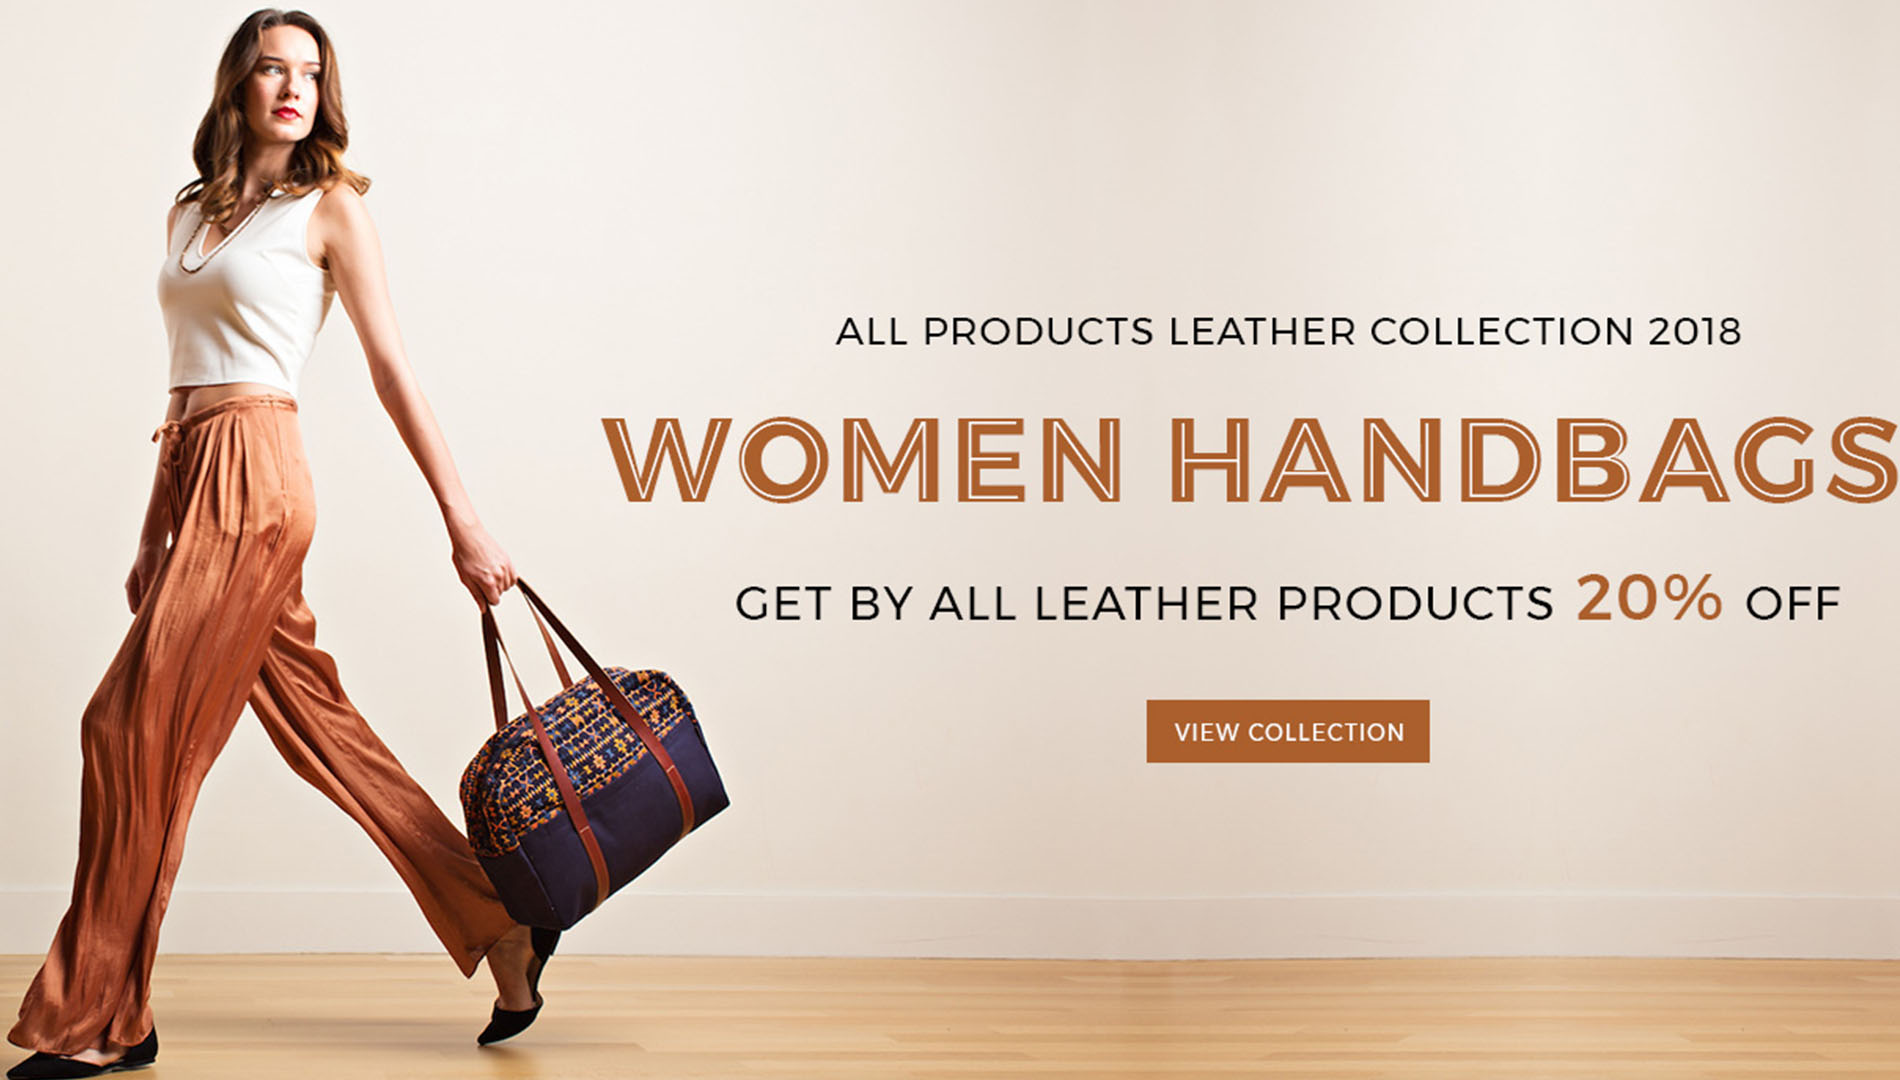 ALL PRODUCTS LEATHER COLLECTION 2018
WOMEN HANDBAGS
GET BY ALL LEATHER PRODUCTS 20% OFF
VIEW COLLECTION